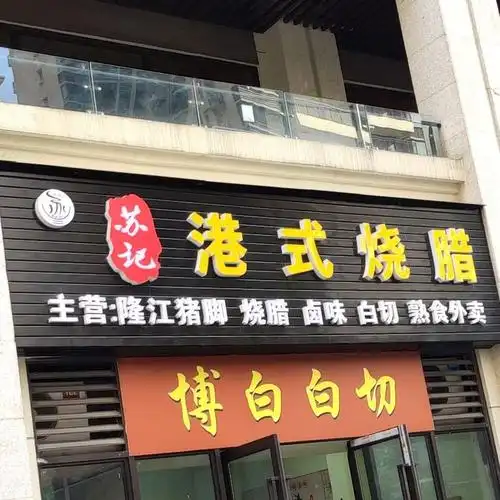 苏记 港式烧腊
主营:隆江猪脚 烧腊 卤味 白切 熟食外卖
博白白切